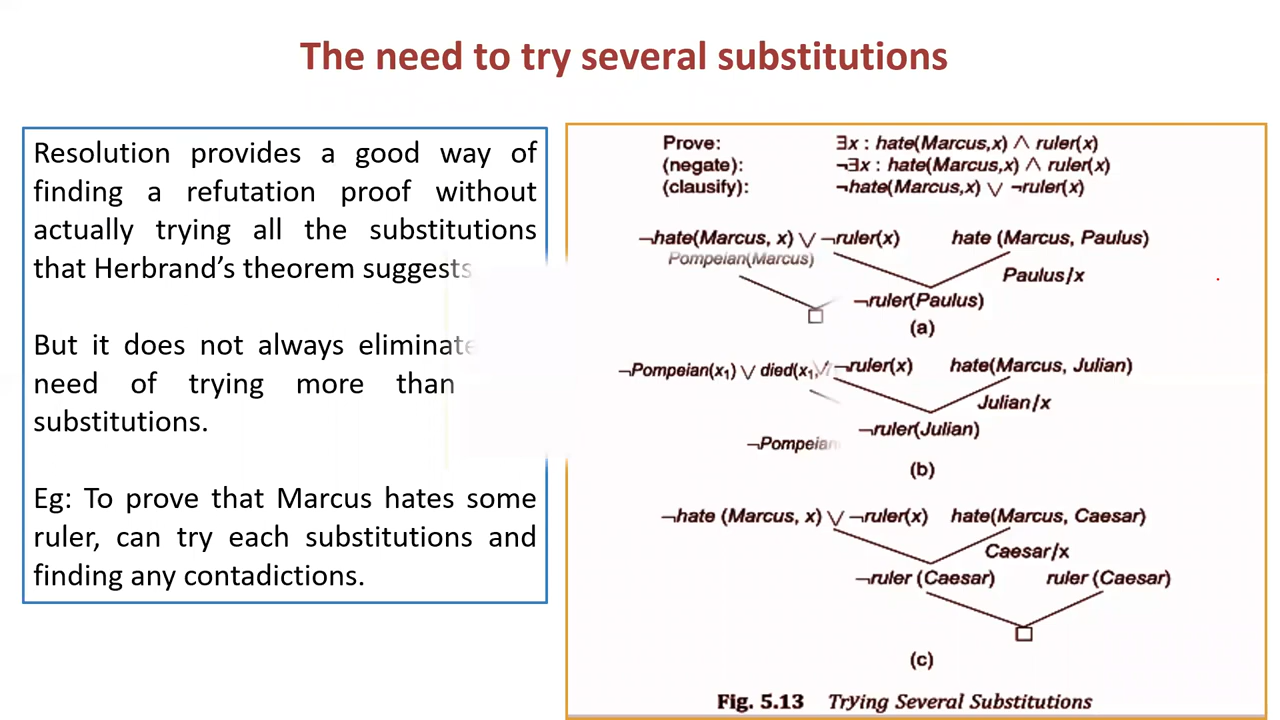 The need to try several substitutions
Resolution provides a good way of
finding a refutation proof without
actually trying all the substitutions
that Herbrand's theorem suggests
But it does not always eliminate
need of trying more than
substitutions.
Eg: To prove that Marcus hates some
ruler, can try each substitutions and
finding any contadictions.
Prove: ∃x : hate(Marcus,x) ∧ ruler(x)
(negate): ¬∃x : hate(Marcus,x) ∧ ruler(x)
(clausify): ¬hate(Marcus,x) ∨ ¬ruler(x)
¬hate(Marcus, x) ∨ ¬ruler(x) hate (Marcus, Paulus)
Pompeian(Marcus)
Paulus/x
¬ruler(Paulus)
(a)
¬Pompeian(x₁) ∨ died(x₁, ¬ruler(x) hate(Marcus, Julian)
Julian/x
¬ruler(Julian)
¬Pompeian
(b)
¬hate (Marcus, x) ∨ ¬ruler(x) hate(Marcus, Caesar)
Caesar/x
¬ruler (Caesar) ruler (Caesar)
(c)
Fig. 5.13 Trying Several Substitutions